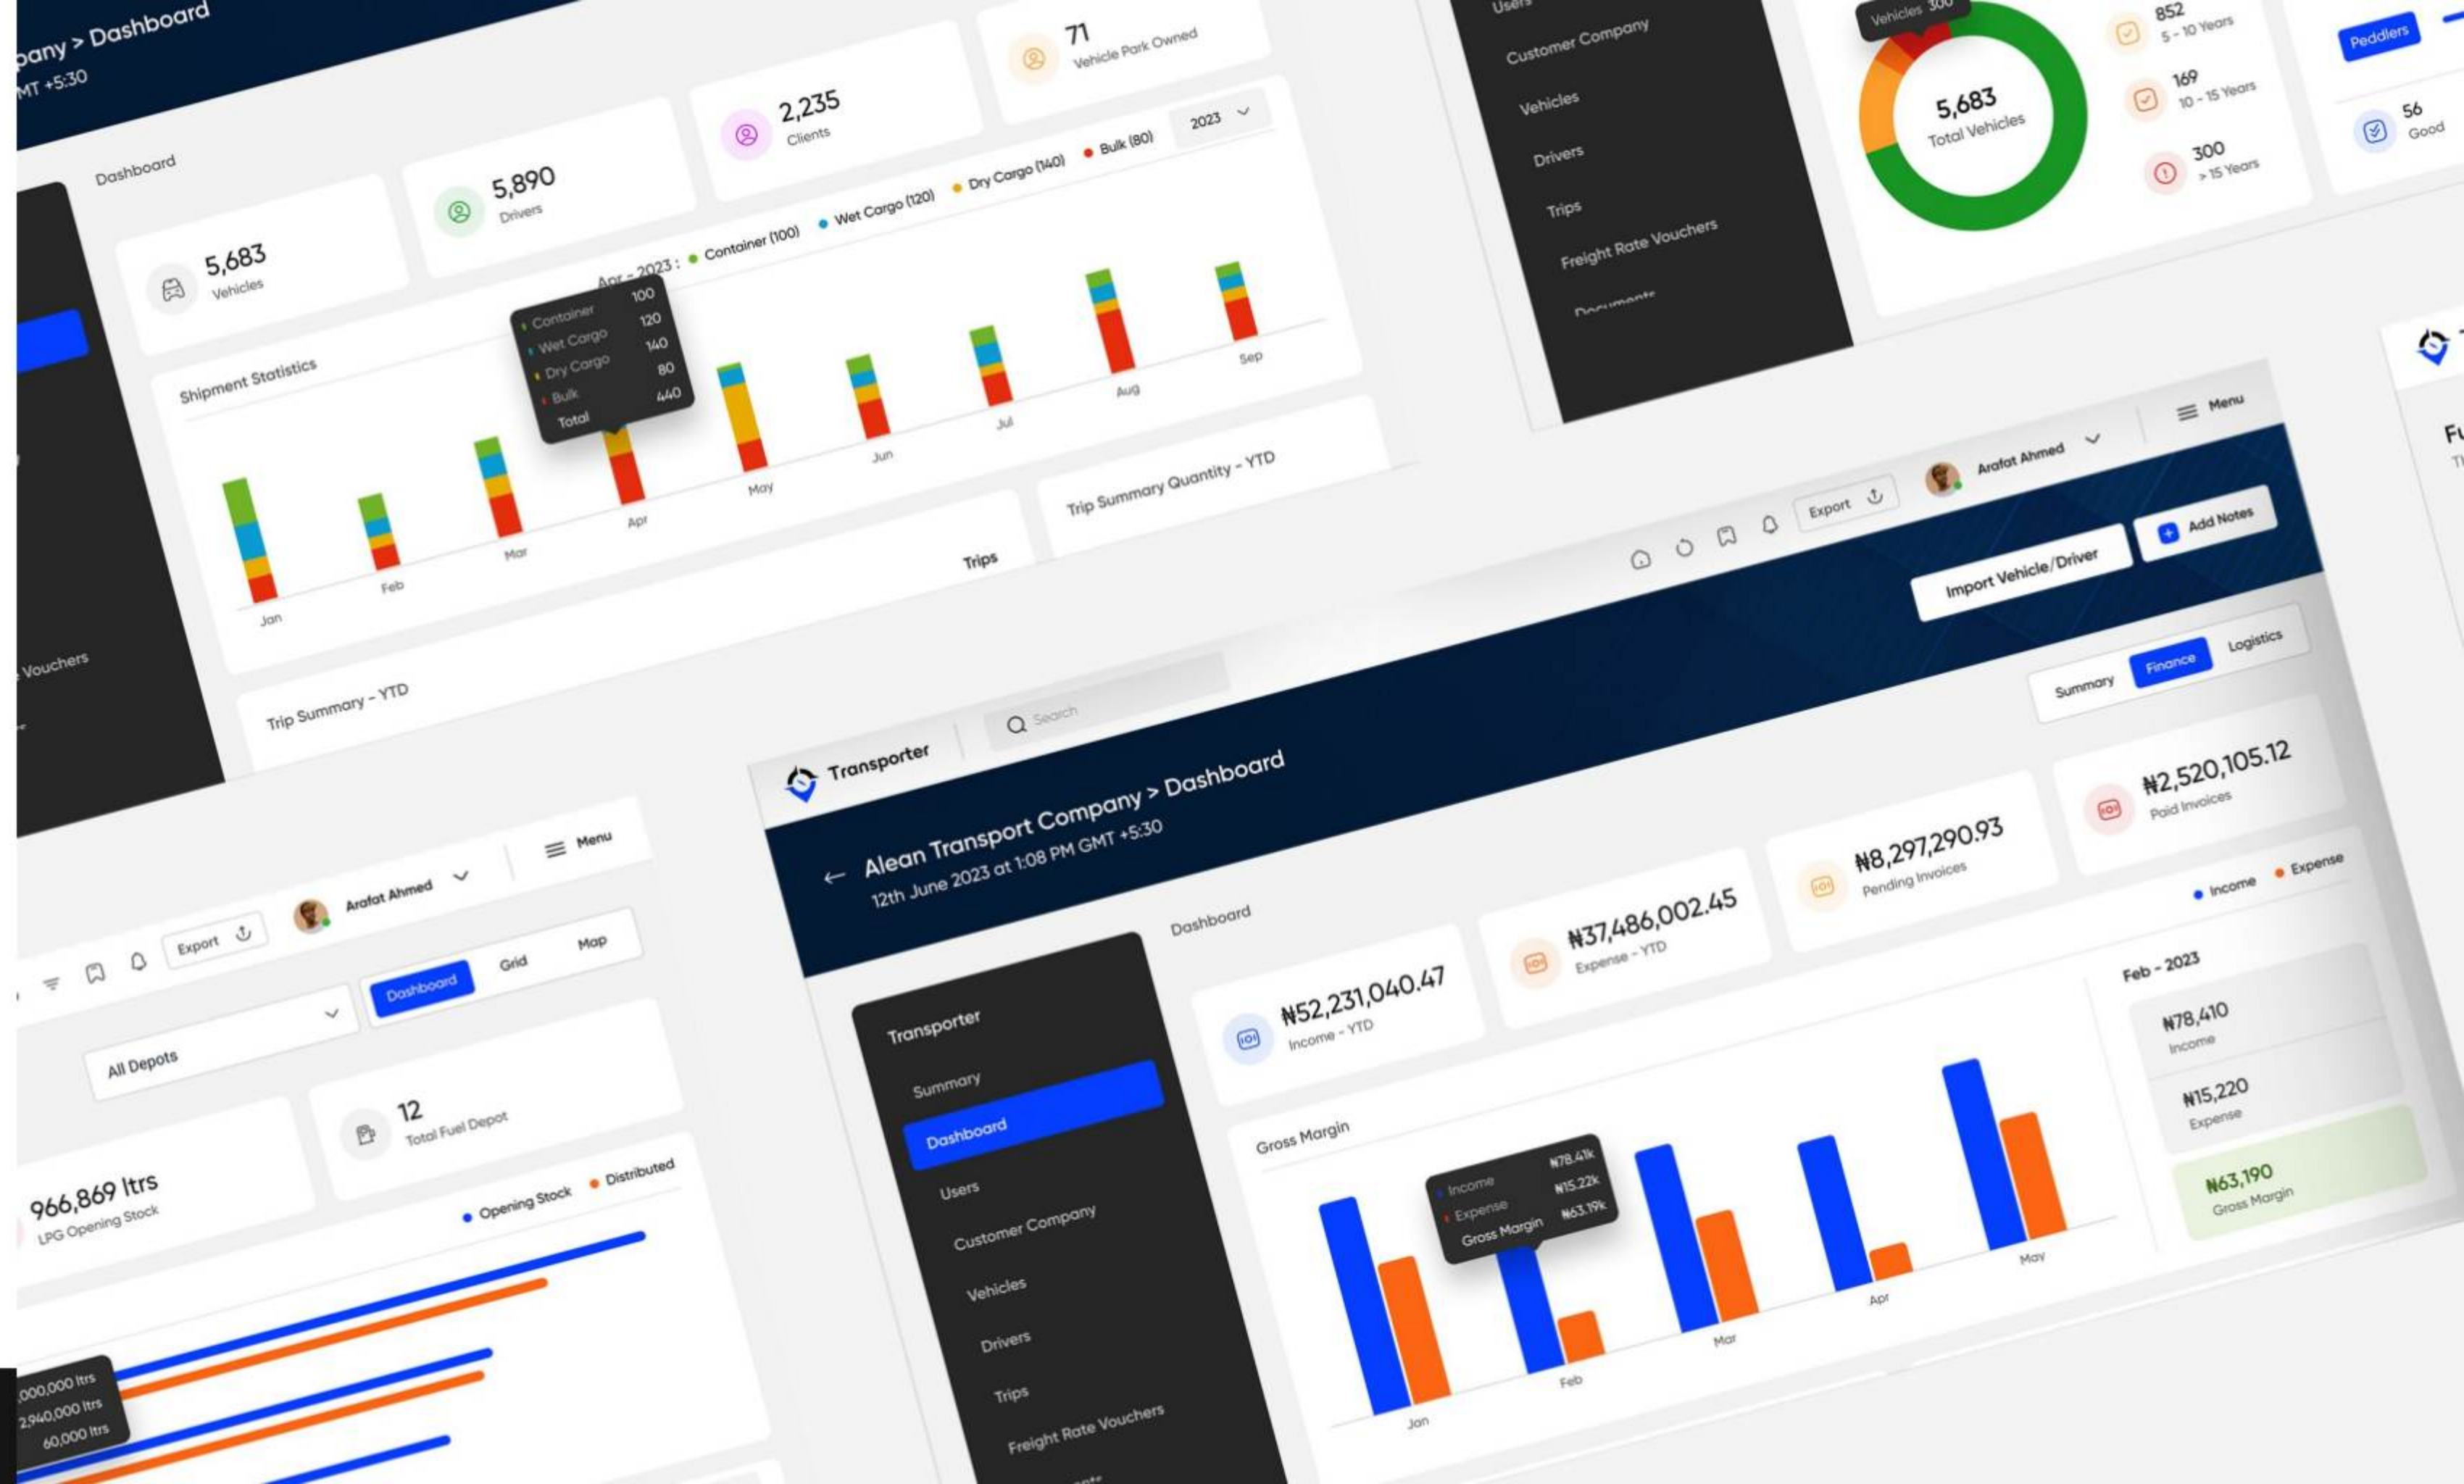 pany > Dashboard
MT +5:30
Dashboard
5,683
Vehicles
5,890
Drivers
2,235
Clients
71
Vehicle Park Owned
Shipment Statistics
Apr - 2023 :
Container (100)
Wet Cargo (120)
Dry Cargo (140)
Bulk (80)
2023
Container 100
Wet Cargo 120
Dry Cargo 140
Bulk 80
Total 440
Jan
Feb
Mar
Apr
May
Jun
Jul
Aug
Sep
Vouchers
Trip Summary - YTD
Trips
Trip Summary Quantity - YTD
Users
Customer Company
Vehicles
Drivers
Trips
Freight Rate Vouchers
Documents
Vehicles 300
5,683
Total Vehicles
852
5 - 10 Years
169
10 - 15 Years
300
> 15 Years
Peddlers
56
Good
Export
Arafat Ahmed
Menu
All Depots
Dashboard
Grid
Map
966,869 ltrs
LPG Opening Stock
12
Total Fuel Depot
Opening Stock
Distributed
,000,000 ltrs
2,940,000 ltrs
60,000 ltrs
Transporter
Search
Export
Arafat Ahmed
Menu
Alean Transport Company > Dashboard
12th June 2023 at 1:08 PM GMT +5:30
Import Vehicle/Driver
Add Notes
Dashboard
Summary
Finance
Logistics
Transporter
Summary
Dashboard
Users
Customer Company
Vehicles
Drivers
Trips
Freight Rate Vouchers
₦52,231,040.47
Income - YTD
₦37,486,002.45
Expense - YTD
₦8,297,290.93
Pending Invoices
₦2,520,105.12
Paid Invoices
Gross Margin
Income
Expense
Income ₦78.41k
Expense ₦15.22k
Gross Margin ₦63.19k
Jan
Feb
Mar
Apr
May
Feb - 2023
₦78,410
Income
₦15,220
Expense
₦63,190
Gross Margin